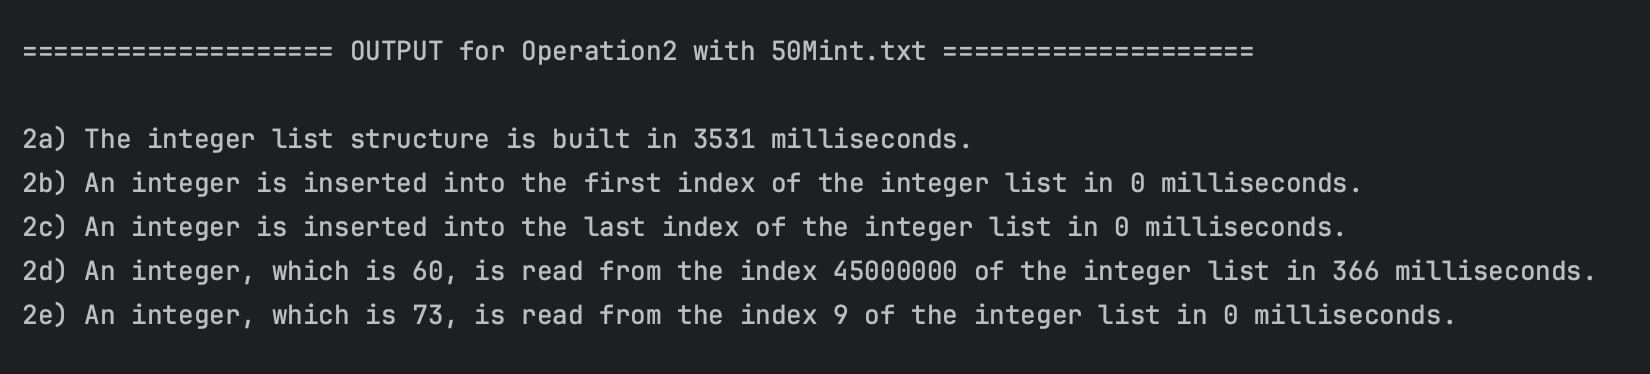 ==================== OUTPUT for Operation2 with 50Mint.txt ====================
2a) The integer list structure is built in 3531 milliseconds.
2b) An integer is inserted into the first index of the integer list in 0 milliseconds.
2c) An integer is inserted into the last index of the integer list in 0 milliseconds.
2d) An integer, which is 60, is read from the index 45000000 of the integer list in 366 milliseconds.
2e) An integer, which is 73, is read from the index 9 of the integer list in 0 milliseconds.